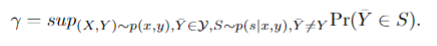 γ = sup_{(X,Y)∼p(x,y),Ȳ∈𝒴,S∼p(s|x,y),Ȳ≠Y} Pr(Ȳ ∈ S).